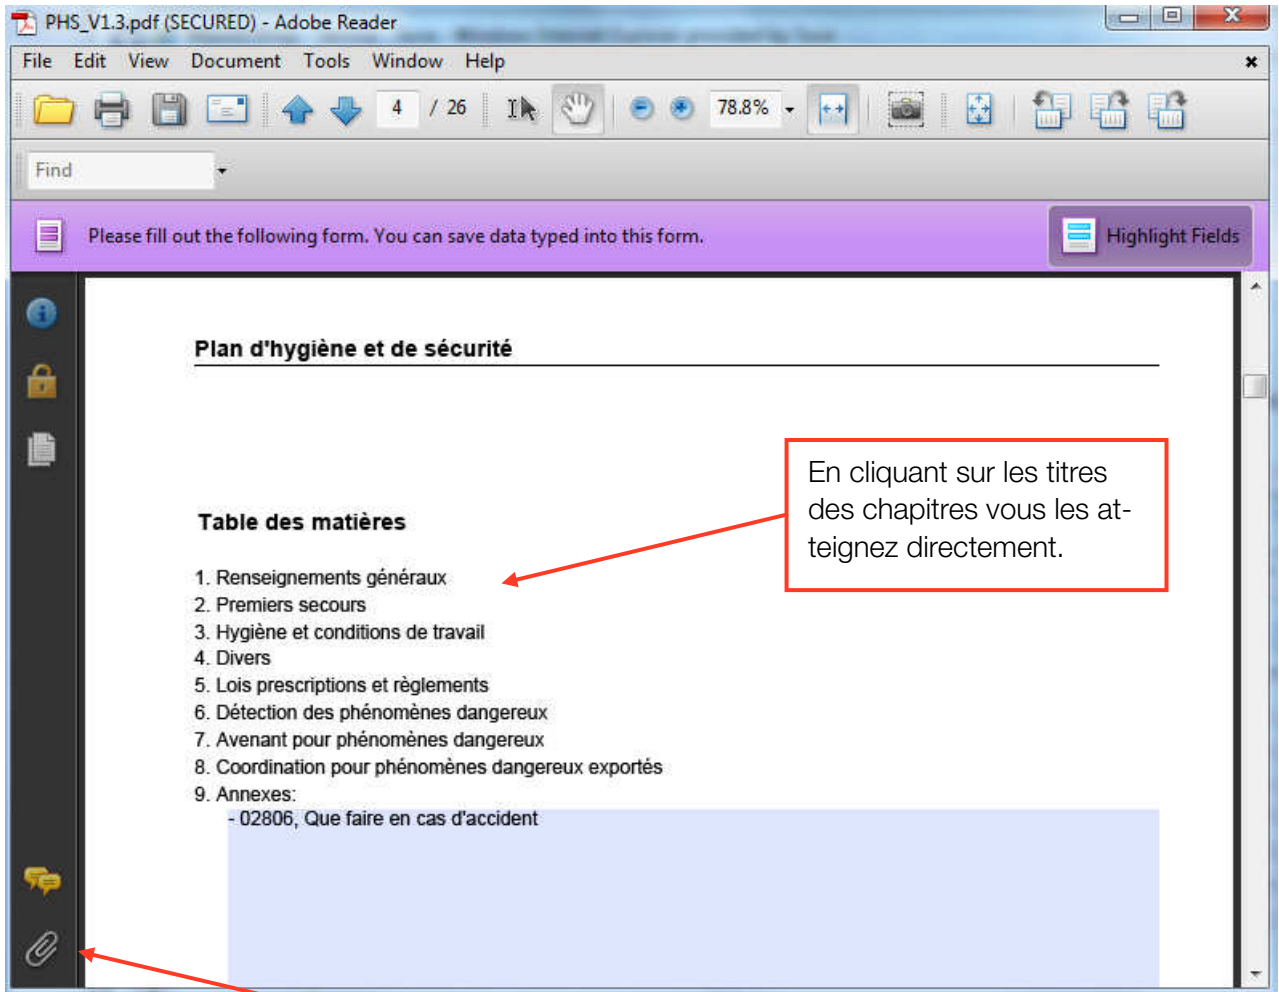 PHS_V1.3.pdf (SECURED) - Adobe Reader
File Edit View Document Tools Window Help
4 / 26 78.8%
Find
Please fill out the following form. You can save data typed into this form.
Highlight Fields
Plan d'hygiène et de sécurité
En cliquant sur les titres
des chapitres vous les at-
teignez directement.
Table des matières
1. Renseignements généraux
2. Premiers secours
3. Hygiène et conditions de travail
4. Divers
5. Lois prescriptions et règlements
6. Détection des phénomènes dangereux
7. Avenant pour phénomènes dangereux
8. Coordination pour phénomènes dangereux exportés
9. Annexes:
- 02806, Que faire en cas d'accident